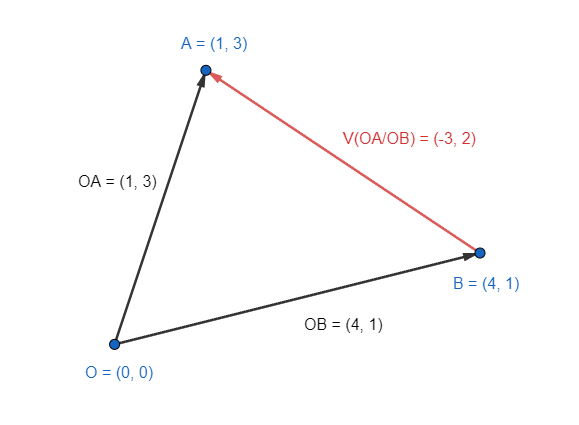 A = (1, 3)
V(OA/OB) = (-3, 2)
OA = (1, 3)
B = (4, 1)
OB = (4, 1)
O = (0, 0)